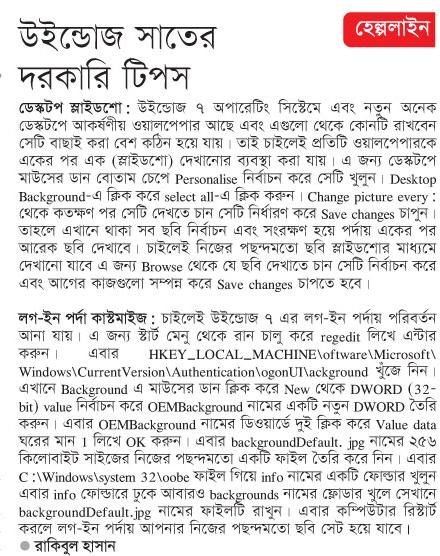 উইন্ডোজ সাতের
হেল্পলাইন
দরকারি টিপস
ডেস্কটপ স্লাইডশো : উইন্ডোজ ৭ অপারেটিং সিস্টেমে এবং নতুন অনেক
ডেস্কটপে আকর্ষণীয় ওয়ালপেপার আছে এবং এগুলো থেকে কোনটি রাখবেন
সেটি বাছাই করা বেশ কঠিন হয়ে যায়। তাই চাইলেই প্রতিটি ওয়ালপেপারকে
একের পর এক (স্লাইডশো) দেখানোর ব্যবস্থা করা যায়। এ জন্য ডেস্কটপে
মাউসের ডান বোতাম চেপে Personalise নির্বাচন করে সেটি খুলুন। Desktop
Background-এ ক্লিক করে select all-এ ক্লিক করুন। Change picture every :
থেকে কতক্ষণ পর সেটি দেখতে চান সেটি নির্ধারণ করে Save changes চাপুন।
তাহলে এখানে থাকা সব ছবি নির্বাচন এবং সংরক্ষণ হয়ে পর্দায় একের পর
আরেক ছবি দেখাবে। চাইলেই নিজের পছন্দমতো ছবি স্লাইডশোর মাধ্যমে
দেখানো যাবে এ জন্য Browse থেকে যে ছবি দেখাতে চান সেটি নির্বাচন করে
এবং আগের কাজগুলো সম্পন্ন করে Save changes চাপতে হবে।
লগ-ইন পর্দা কাস্টমাইজ : চাইলেই উইন্ডোজ ৭ এর লগ-ইন পর্দায় পরিবর্তন
আনা যায়। এ জন্য স্টার্ট মেনু থেকে রান চালু করে regedit লিখে এন্টার
করুন। এবার HKEY_LOCAL_MACHINE\oftware\Microsoft\
Windows\CurrentVersion\Authentication\ogonUI\ackground খুঁজে নিন।
এখানে Background এ মাউসের ডান ক্লিক করে New থেকে DWORD (32-
bit) value নির্বাচন করে OEMBackground নামের একটি নতুন DWORD তৈরি
করুন। এবার OEMBackground নামের ডিওয়ার্ডে দুই ক্লিক করে Value data
ঘরের মান 1 লিখে OK করুন। এবার backgroundDefault. jpg নামের ২৫৬
কিলোবাইট সাইজের নিজের পছন্দমতো একটি ফাইল তৈরি করে নিন। এবার
C :\Windows\system 32\oobe ফাইল গিয়ে info নামের একটি ফোল্ডার খুলুন
এবার info ফোল্ডারে ঢুকে আবারও backgrounds নামের ফ্লোডার খুলে সেখানে
backgroundDefault.jpg নামের ফাইলটি রাখুন। এবার কম্পিউটার রিস্টার্ট
করলে লগ-ইন পর্দায় আপনার নিজের পছন্দমতো ছবি সেট হয়ে যাবে।
● রাকিবুল হাসান